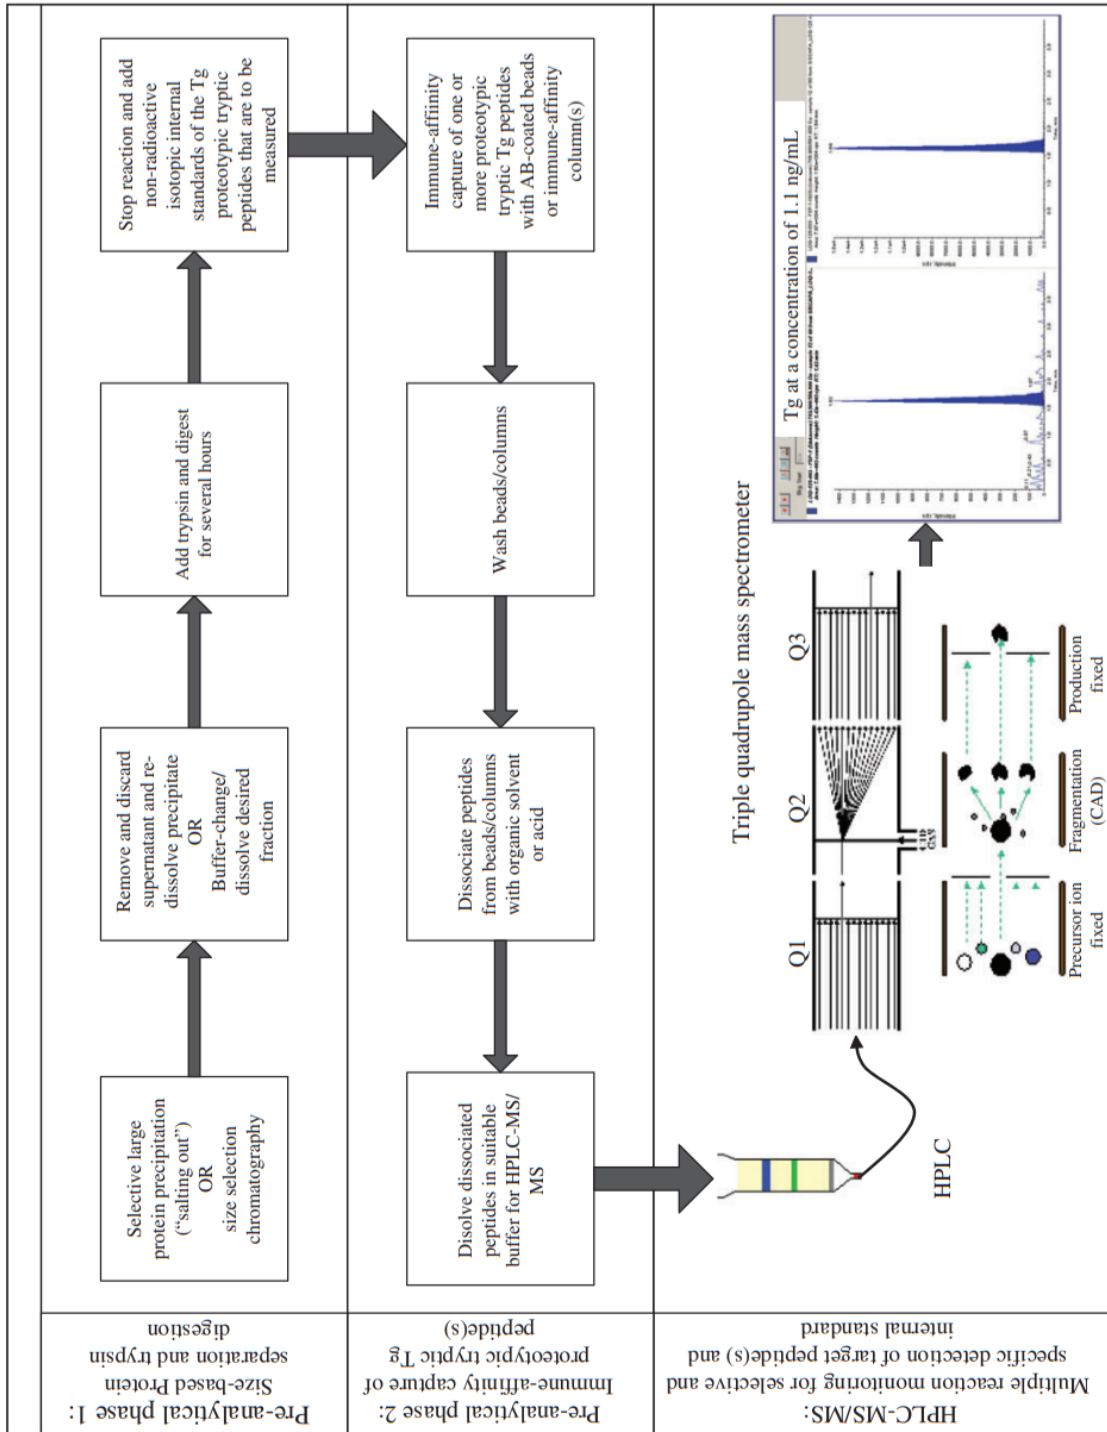 Pre-analytical phase 1:
Size-based Protein
separation and trypsin
digestion
Selective large
protein precipitation
(“salting out”)
OR
size selection
chromatography
Remove and discard
supernatant and re-
dissolve precipitate
OR
Buffer-change/
dissolve desired
fraction
Add trypsin and digest
for several hours
Stop reaction and add
non-radioactive
isotopic internal
standards of the Tg
proteotypic tryptic
peptides that are to be
measured
Pre-analytical phase 2:
Immune-affinity capture of
proteotypic tryptic Tg
peptide(s)
Immune-affinity
capture of one or
more proteotypic
tryptic Tg peptides
with AB-coated beads
or immune-affinity
column(s)
Wash beads/columns
Dissociate peptides
from beads/columns
with organic solvent
or acid
Disolve dissociated
peptides in suitable
buffer for HPLC-MS/
MS
HPLC-MS/MS:
Multiple reaction monitoring for selective and
specific detection of target peptide(s) and
internal standard
HPLC
Triple quadrupole mass spectrometer
Q1
Q2
Q3
CID
GAS
Precursor ion
fixed
Fragmentation
(CAD)
Production
fixed
Tg at a concentration of 1.1 ng/mL